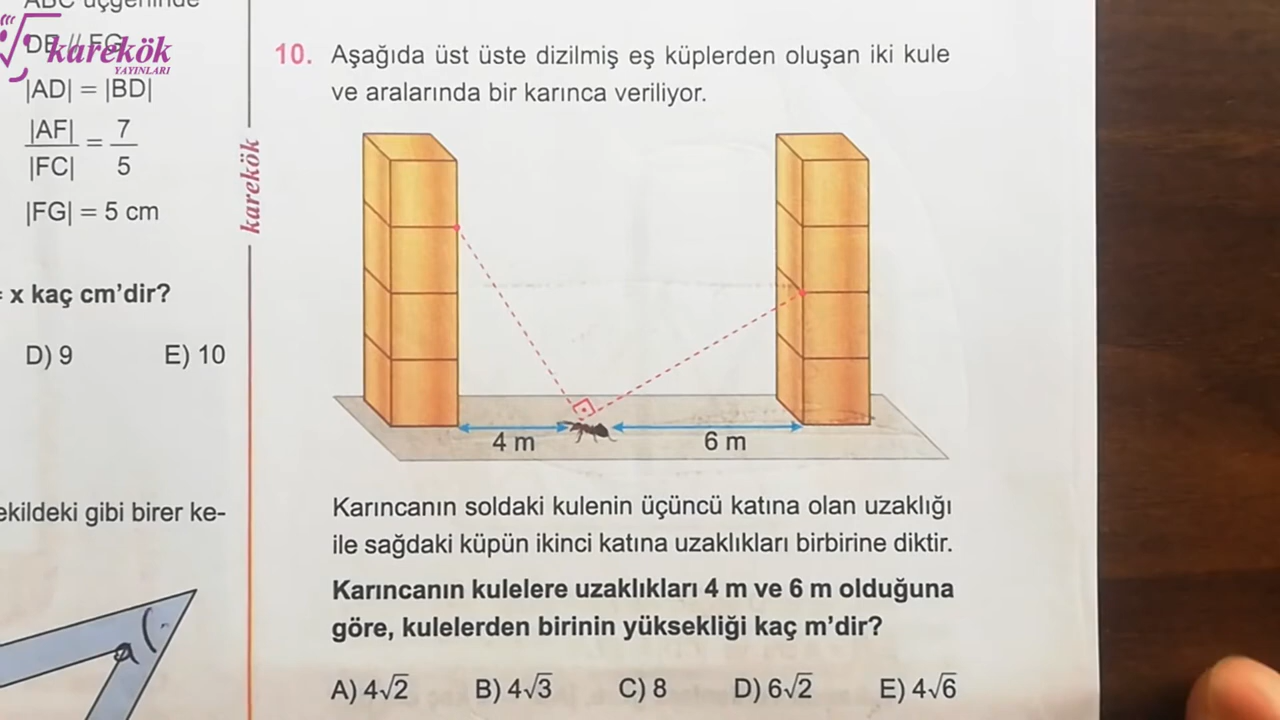 ABC üçgeninde
DE // FG
karekök
YAYINLARI
|AD| = |BD|
|AF| / |FC| = 7 / 5
|FG| = 5 cm
= x kaç cm'dir?
D) 9 E) 10
ekildeki gibi birer ke-
a
karekök
10. Aşağıda üst üste dizilmiş eş küplerden oluşan iki kule
ve aralarında bir karınca veriliyor.
4 m
6 m
Karıncanın soldaki kulenin üçüncü katına olan uzaklığı
ile sağdaki küpün ikinci katına uzaklıkları birbirine diktir.
Karıncanın kulelere uzaklıkları 4 m ve 6 m olduğuna
göre, kulelerden birinin yüksekliği kaç m'dir?
A) 4√2 B) 4√3 C) 8 D) 6√2 E) 4√6